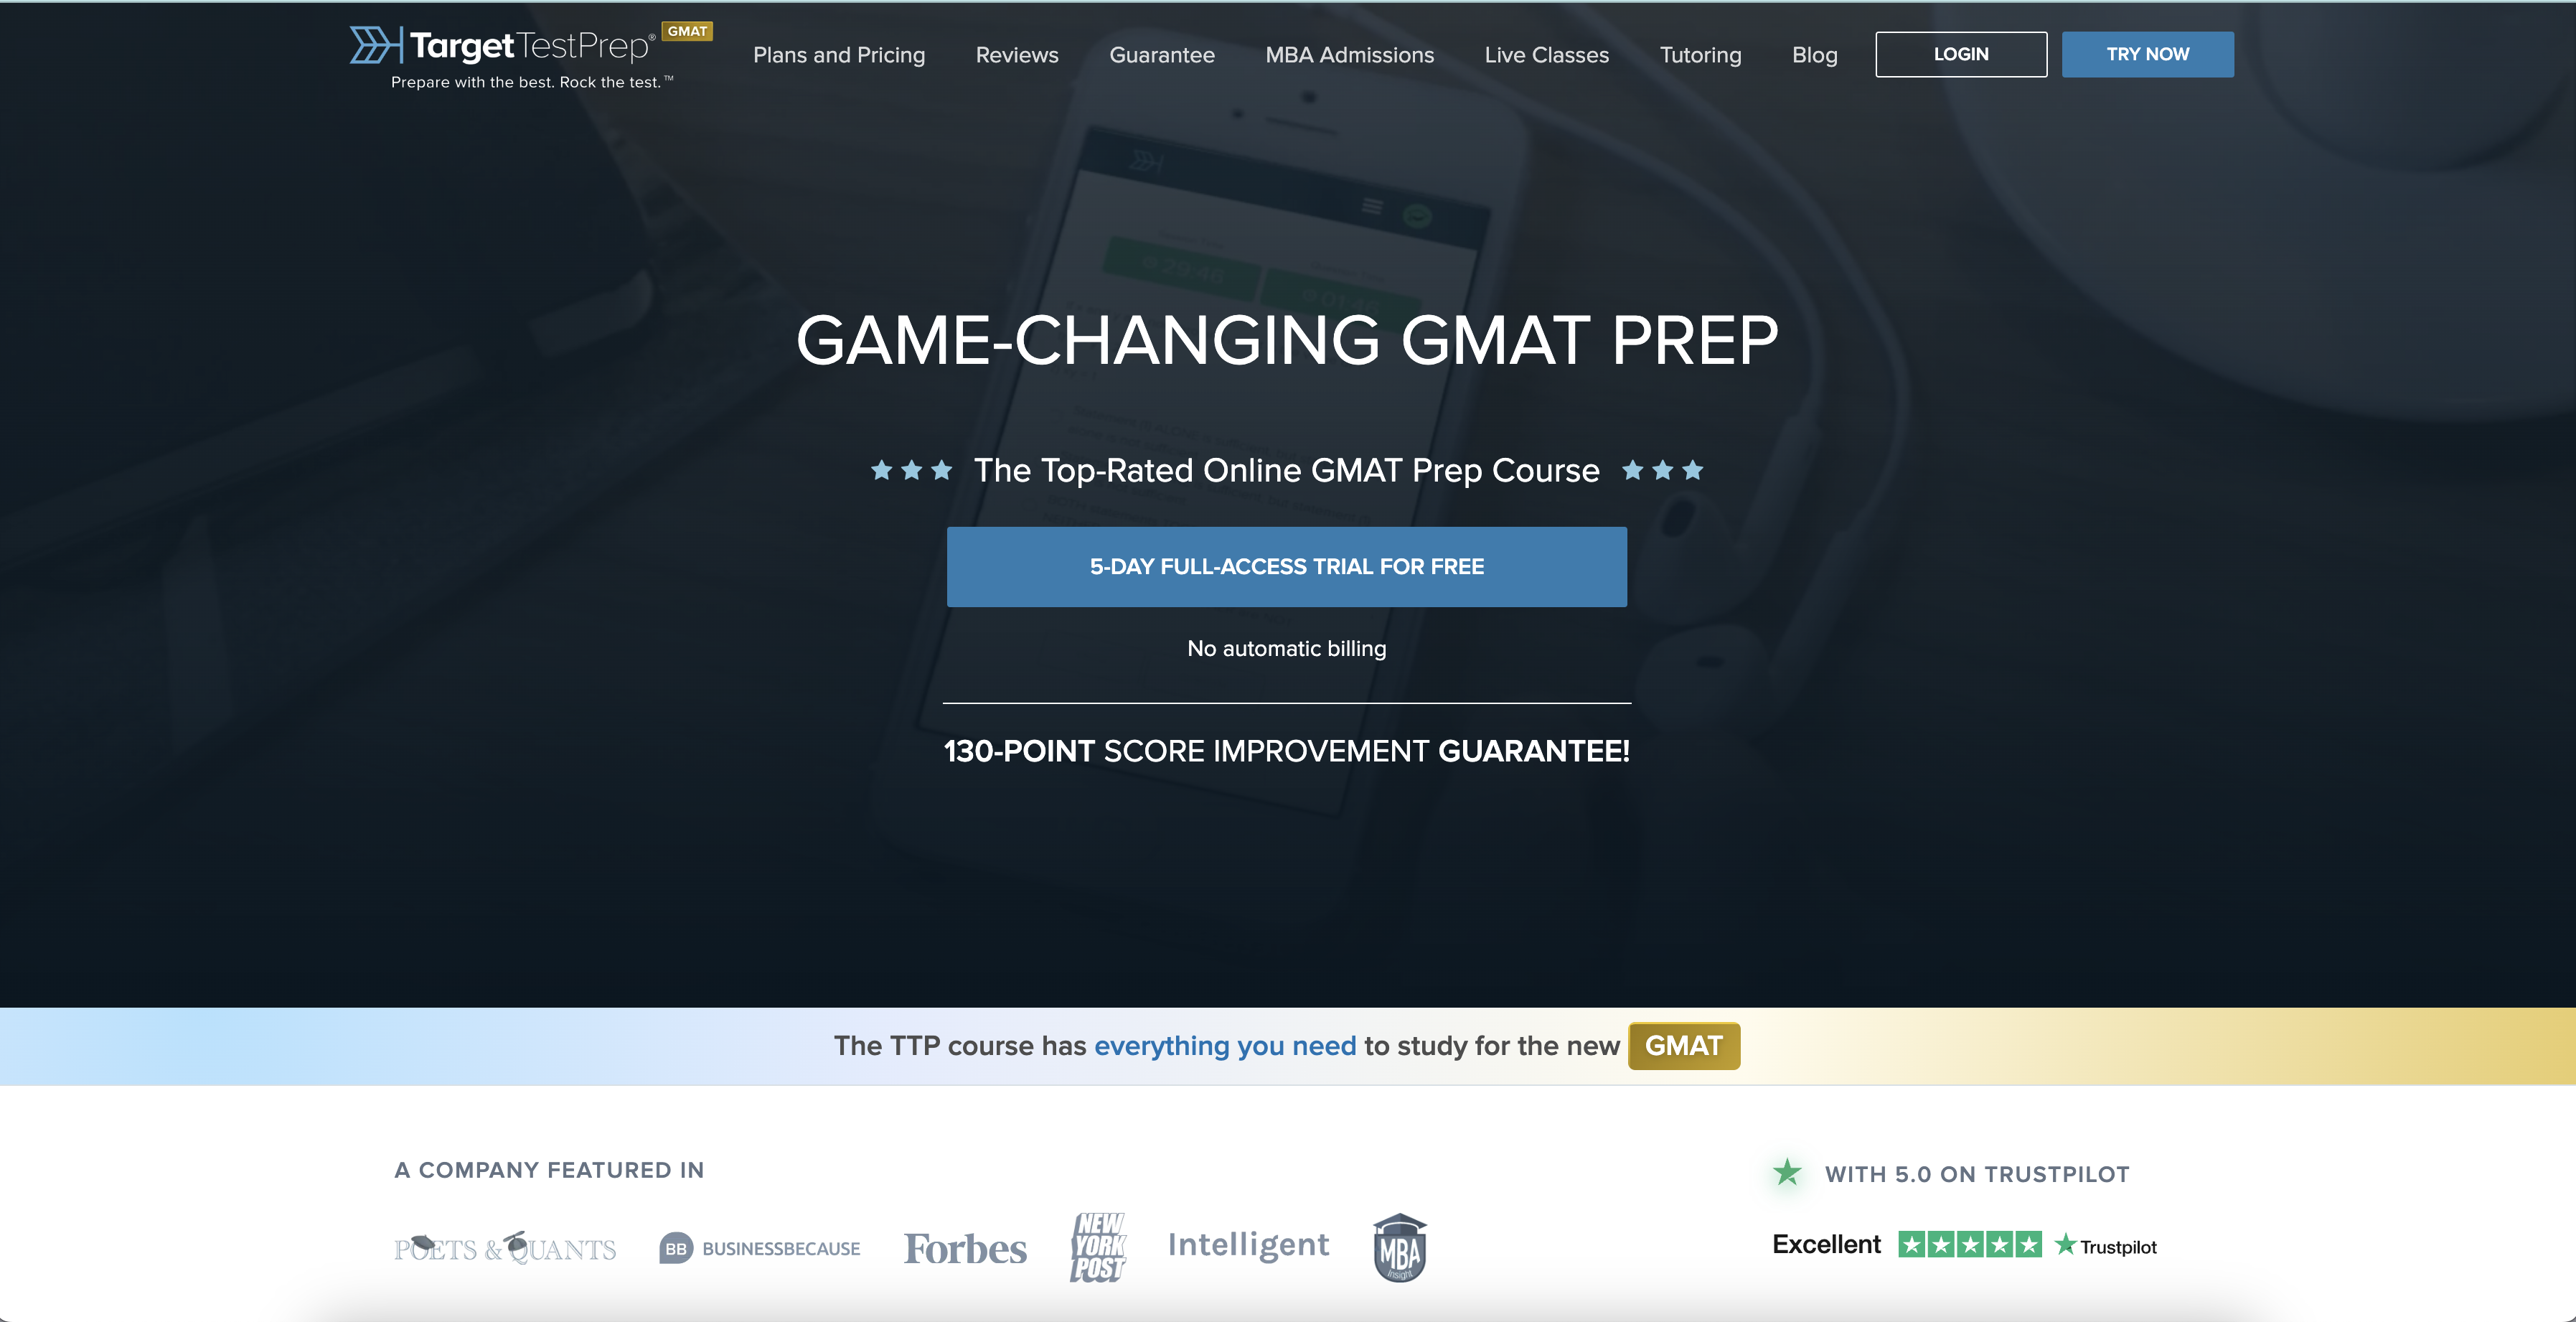 TargetTestPrep® GMAT
Prepare with the best. Rock the test.™
Plans and Pricing
Reviews
Guarantee
MBA Admissions
Live Classes
Tutoring
Blog
LOGIN
TRY NOW
29:46
01:46
GAME-CHANGING GMAT PREP
The Top-Rated Online GMAT Prep Course
5-DAY FULL-ACCESS TRIAL FOR FREE
No automatic billing
130-POINT SCORE IMPROVEMENT GUARANTEE!
The TTP course has everything you need to study for the new GMAT
A COMPANY FEATURED IN
POETS & QUANTS
BB BUSINESSBECAUSE
Forbes
NEW
YORK
POST
Intelligent
MBA
Insight
WITH 5.0 ON TRUSTPILOT
Excellent
Trustpilot